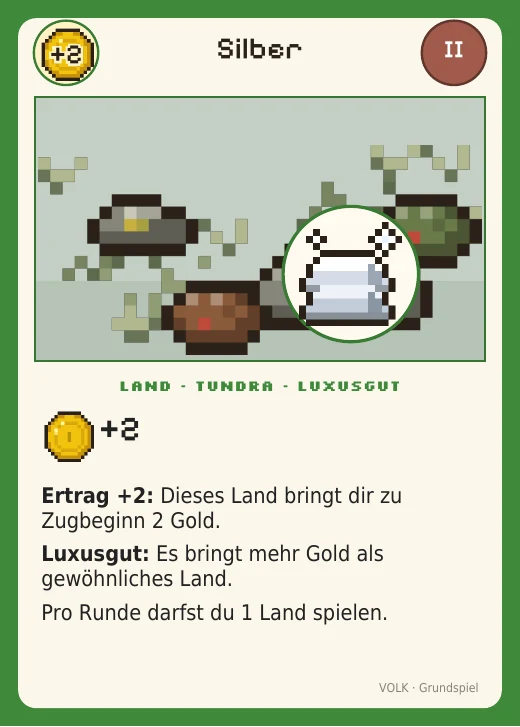 +2
Silber
II
LAND · TUNDRA · LUXUSGUT
+2
Ertrag +2: Dieses Land bringt dir zu
Zugbeginn 2 Gold.
Luxusgut: Es bringt mehr Gold als
gewöhnliches Land.
Pro Runde darfst du 1 Land spielen.
VOLK · Grundspiel